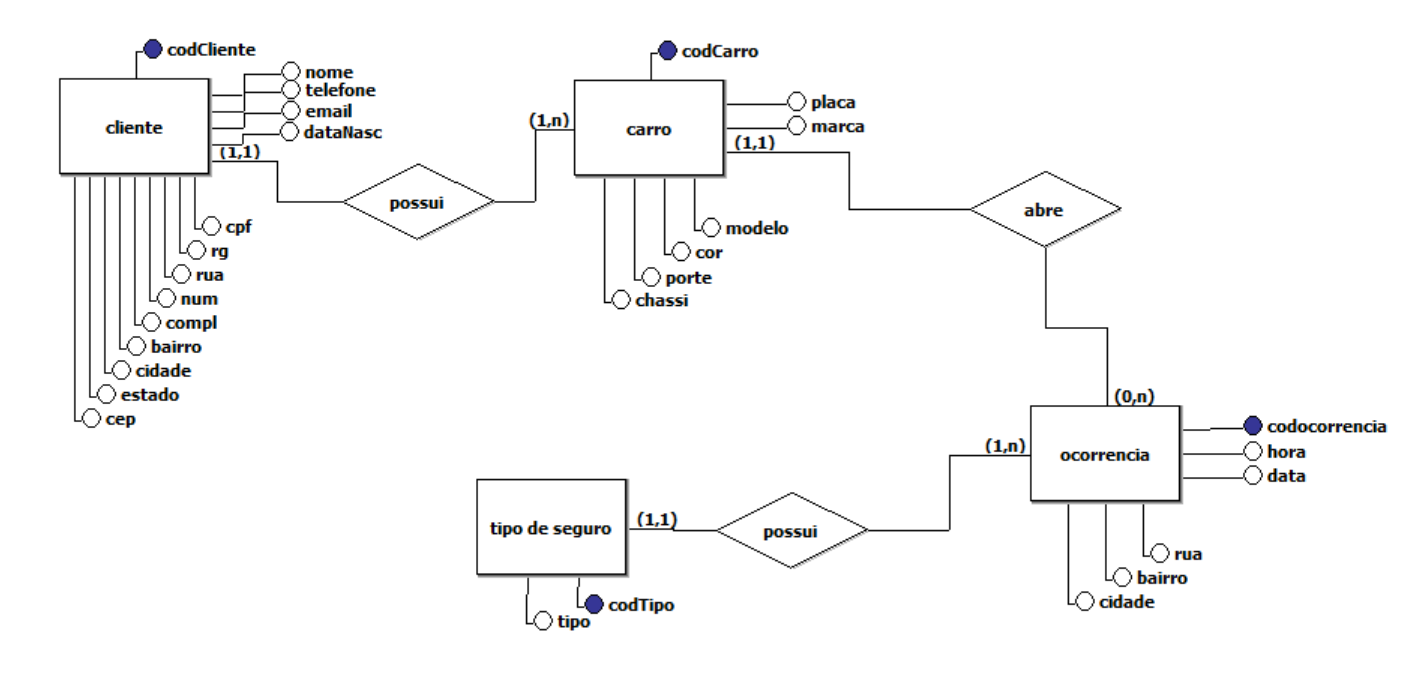 codCliente
nome
telefone
email
dataNasc
cliente
(1,1)
possui
cpf
rg
rua
num
compl
bairro
cidade
estado
cep
codCarro
(1,n)
carro
placa
marca
(1,1)
modelo
cor
porte
chassi
abre
(0,n)
ocorrencia
codocorrencia
hora
data
rua
bairro
cidade
(1,n)
possui
(1,1)
tipo de seguro
codTipo
tipo